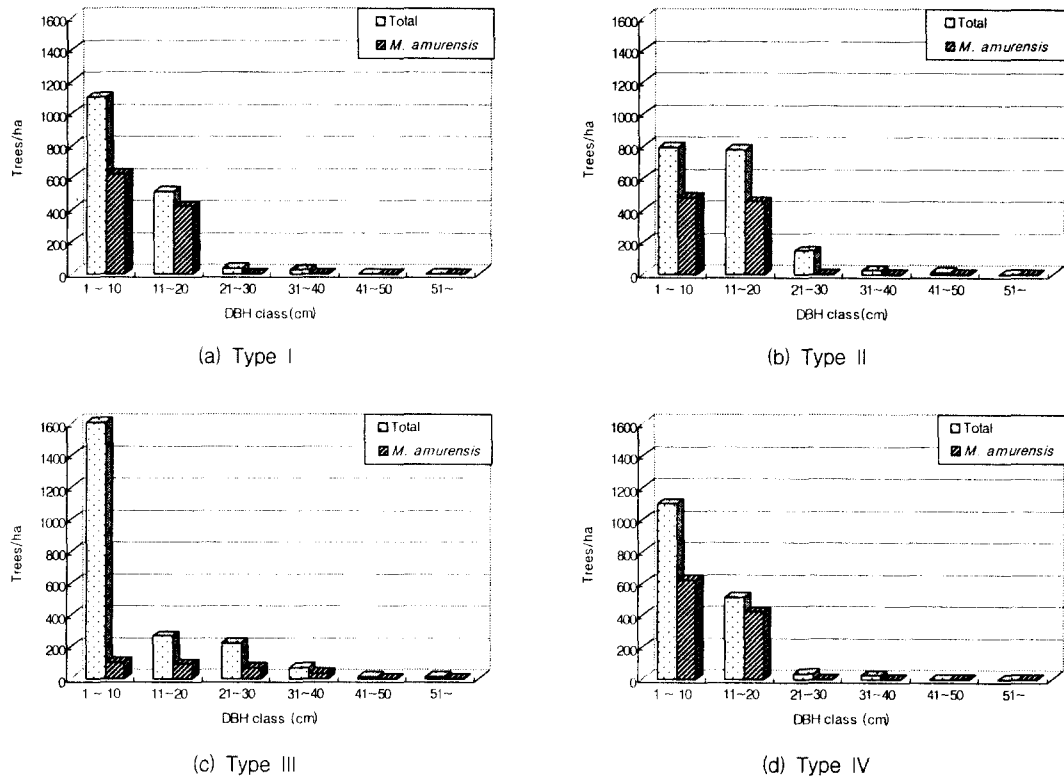 1600
1400
1200
1000
800
600
400
200
0
Trees/ha
Total
M. amurensis
1 ~ 10 11~20 21~30 31~40 41~50 51~
DBH class(cm)
(a) Type I
1600
1400
1200
1000
800
600
400
200
0
Trees/ha
Total
M. amurensis
1 ~ 10 11~20 21~30 31~40 41~50 51~
DBH class(cm)
(b) Type II
1600
1400
1200
1000
800
600
400
200
0
Trees/ha
Total
M. amurensis
1 ~ 10 11~20 21~30 31~40 41~50 51~
DBH class (cm)
(c) Type III
1600
1400
1200
1000
800
600
400
200
0
Trees/ha
Total
M. amurensis
1 ~ 10 11~20 21~30 31~40 41~50 51~
DBH class (cm)
(d) Type IV